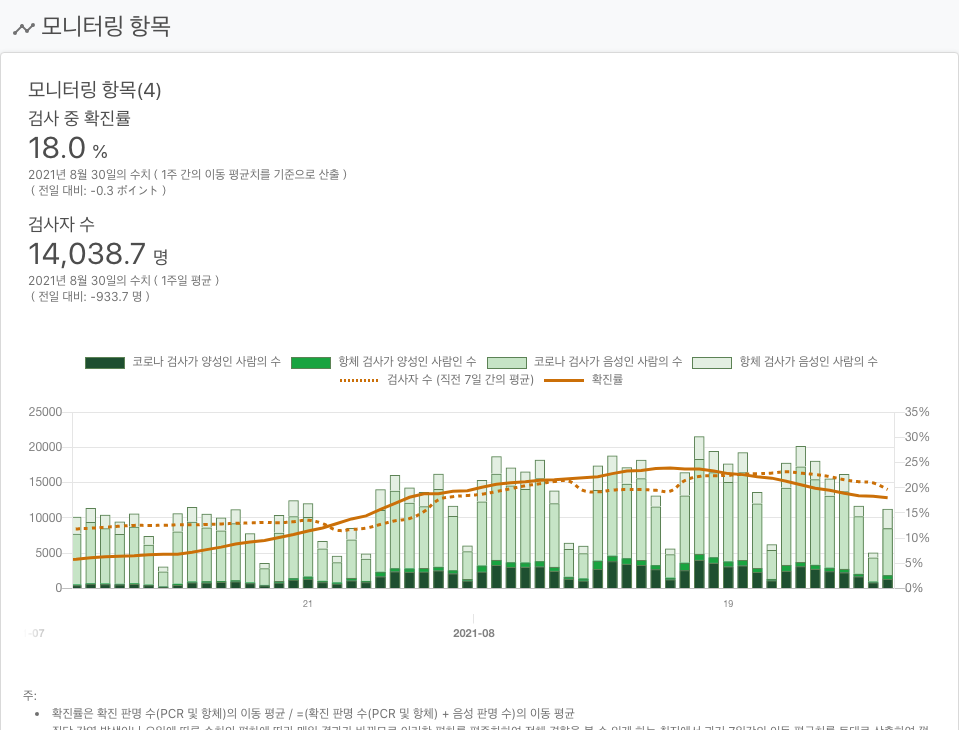 모니터링 항목
모니터링 항목(4)
검사 중 확진률
18.0 %
2021년 8월 30일의 수치 ( 1주 간의 이동 평균치를 기준으로 산출 )
( 전일 대비: -0.3 ポイント )
검사자 수
14,038.7 명
2021년 8월 30일의 수치 ( 1주일 평균 )
( 전일 대비: -933.7 명 )
코로나 검사가 양성인 사람의 수 항체 검사가 양성인 사람인 수 코로나 검사가 음성인 사람의 수 항체 검사가 음성인 사람의 수
검사자 수 (직전 7일 간의 평균) 확진률
25000 35%
30%
20000
25%
15000
20%
10000 15%
10%
5000
5%
0 0%
21 19
-07 2021-08
주:
• 확진률은 확진 판명 수(PCR 및 항체)의 이동 평균 / =(확진 판명 수(PCR 및 항체) + 음성 판명 수)의 이동 평균